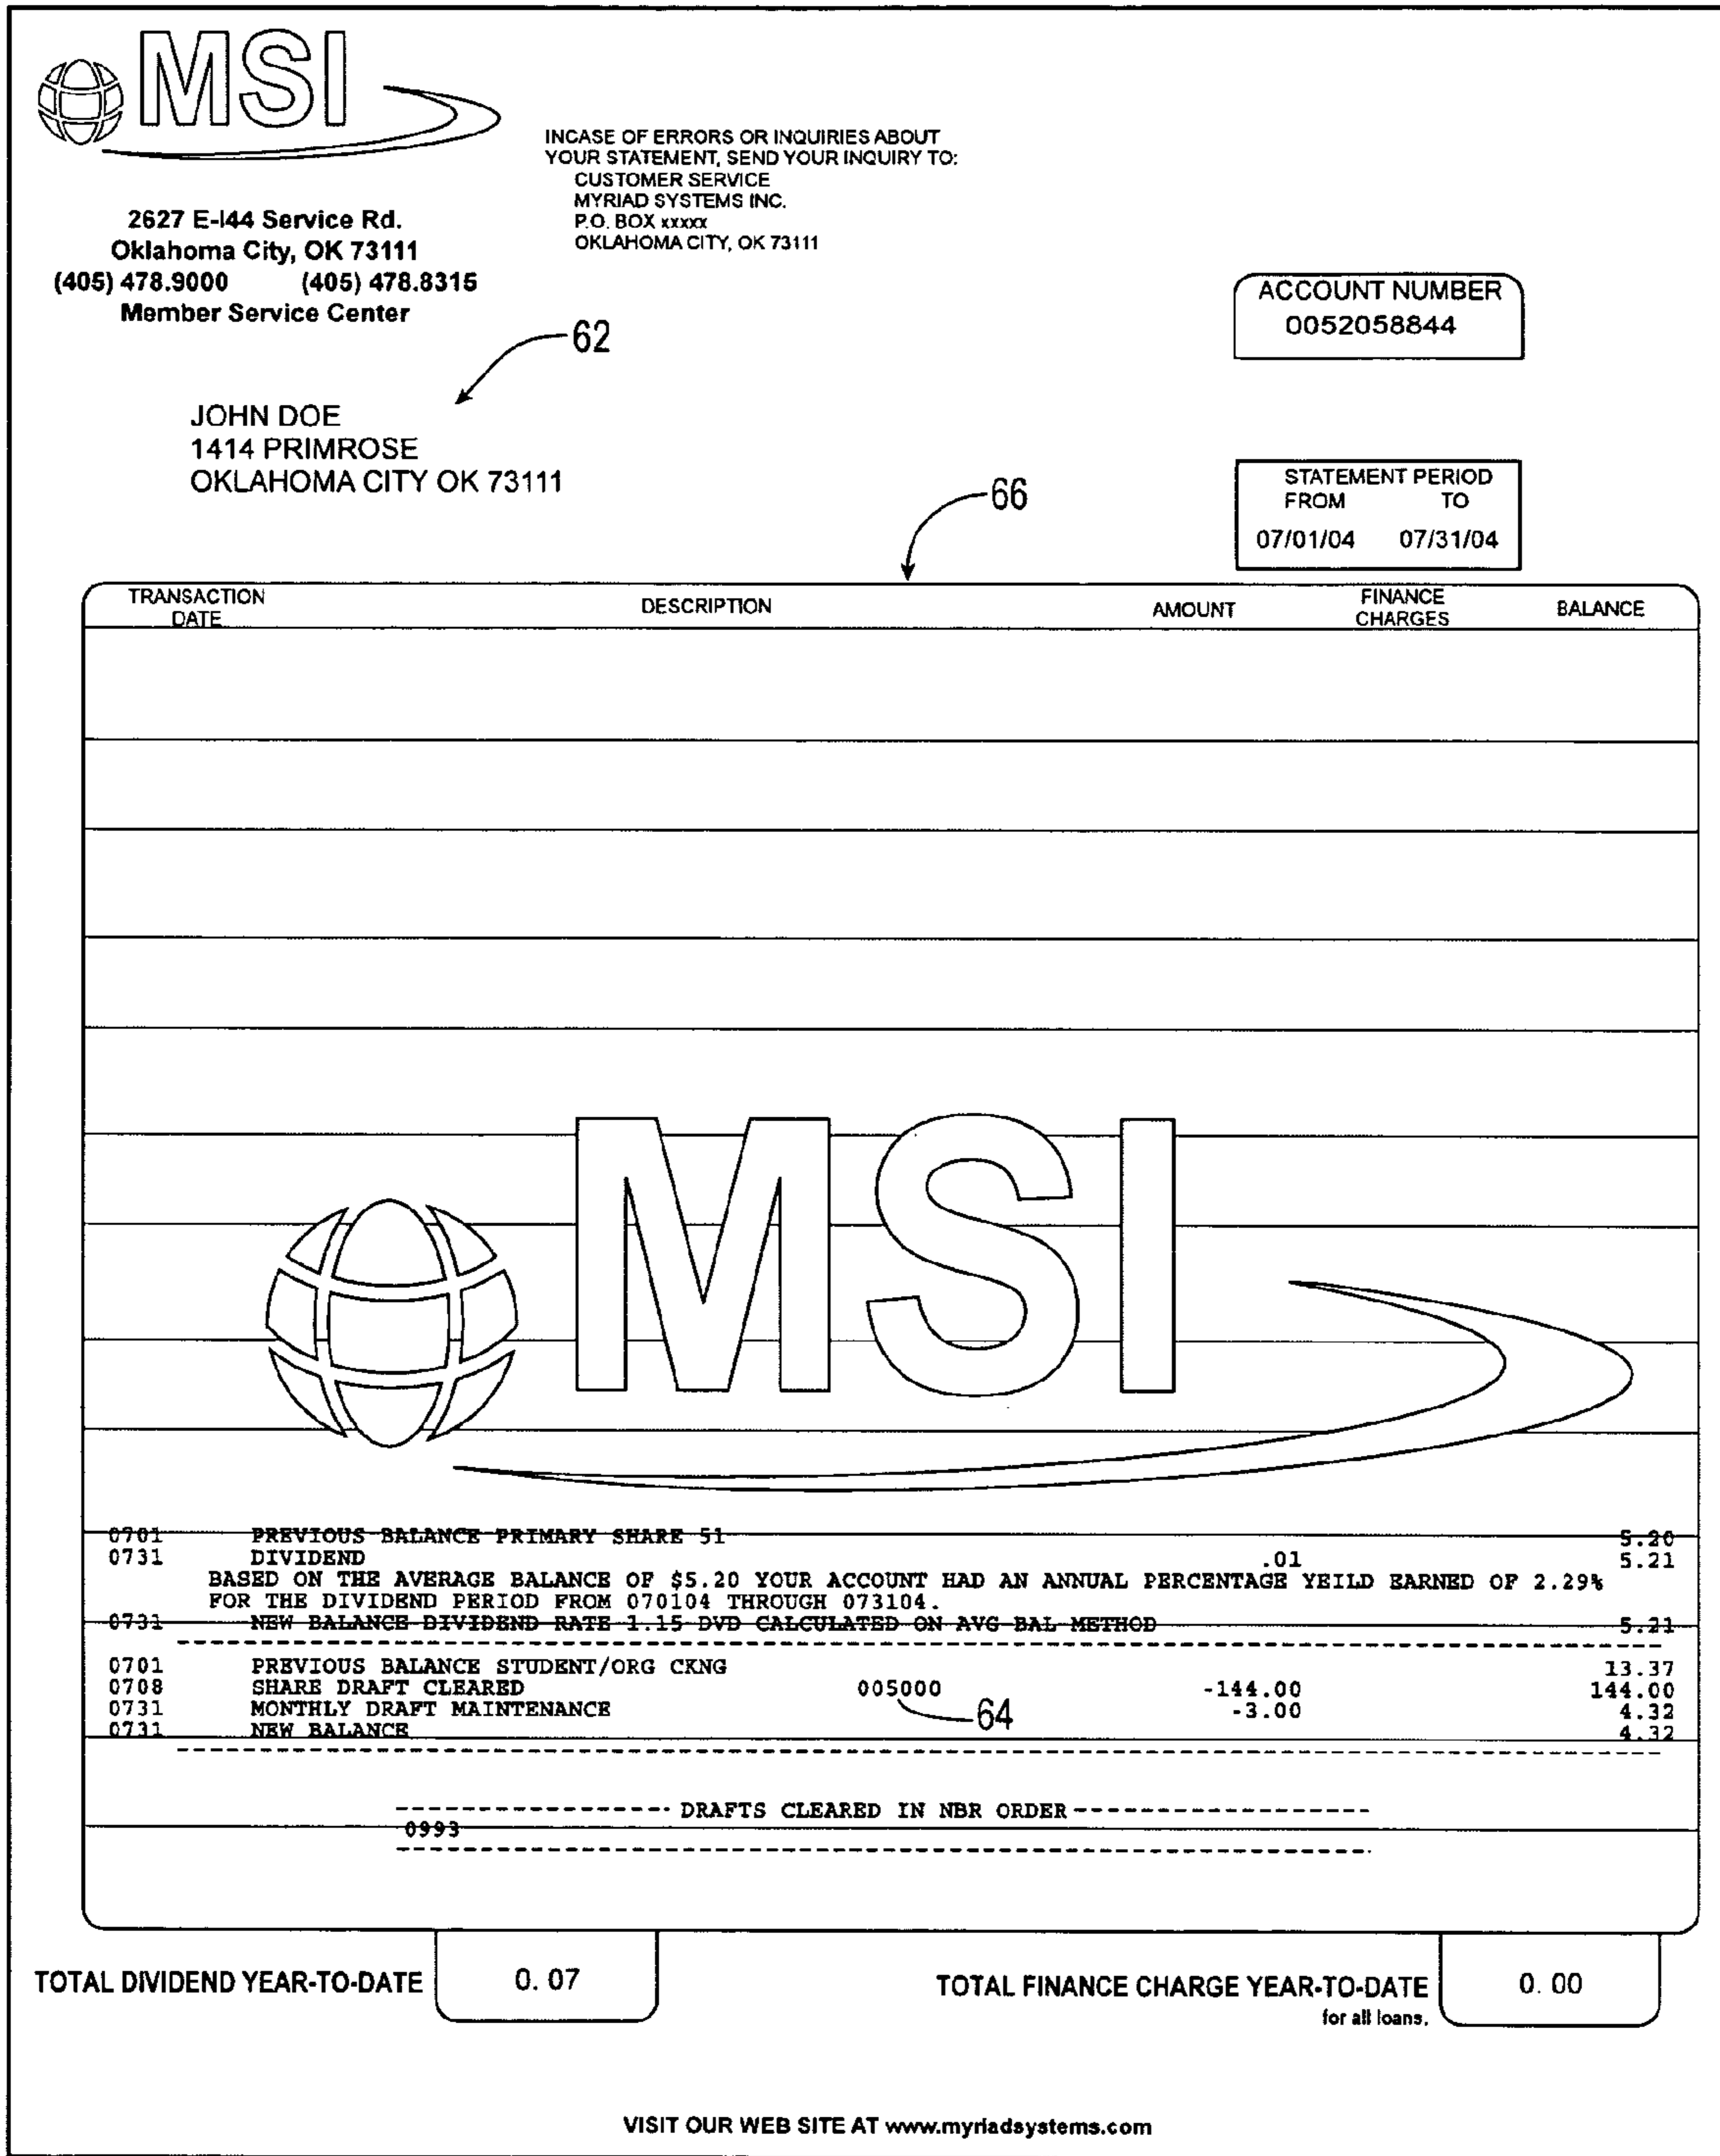 MSI
INCASE OF ERRORS OR INQUIRIES ABOUT
YOUR STATEMENT, SEND YOUR INQUIRY TO:
CUSTOMER SERVICE
MYRIAD SYSTEMS INC.
P.O. BOX xxxxx
OKLAHOMA CITY, OK 73111
2627 E-I44 Service Rd.
Oklahoma City, OK 73111
(405) 478.9000 (405) 478.8315
Member Service Center
ACCOUNT NUMBER
0052058844
62
JOHN DOE
1414 PRIMROSE
OKLAHOMA CITY OK 73111
66
STATEMENT PERIOD
FROM TO
07/01/04 07/31/04
TRANSACTION DATE DESCRIPTION AMOUNT FINANCE CHARGES BALANCE
MSI
0701 PREVIOUS BALANCE PRIMARY SHARE 51 5.20
0731 DIVIDEND .01 5.21
BASED ON THE AVERAGE BALANCE OF $5.20 YOUR ACCOUNT HAD AN ANNUAL PERCENTAGE YEILD EARNED OF 2.29%
FOR THE DIVIDEND PERIOD FROM 070104 THROUGH 073104.
0731 NEW BALANCE DIVIDEND RATE 1.15 DVD CALCULATED ON AVG BAL METHOD 5.21
0701 PREVIOUS BALANCE STUDENT/ORG CKNG 13.37
0708 SHARE DRAFT CLEARED 005000 -144.00 144.00
0731 MONTHLY DRAFT MAINTENANCE 64 -3.00 4.32
0731 NEW BALANCE 4.32
DRAFTS CLEARED IN NBR ORDER
0993
TOTAL DIVIDEND YEAR-TO-DATE 0.07
TOTAL FINANCE CHARGE YEAR-TO-DATE 0.00
for all loans.
VISIT OUR WEB SITE AT www.myriadsystems.com